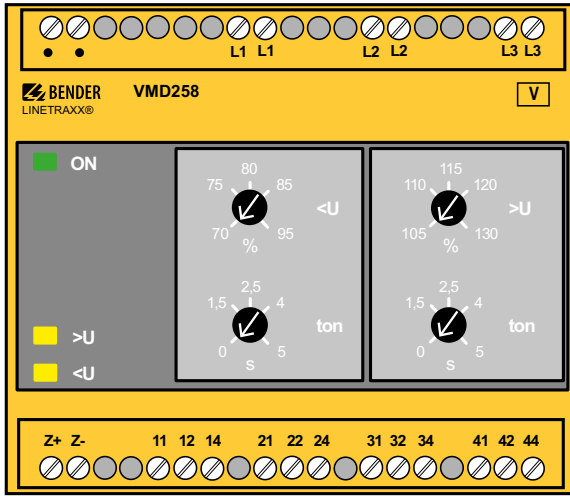 L1 L1 L2 L2 L3 L3
BENDER VMD258 V
LINETRAXX®
ON
80 115
75 85 110 120
<U >U
70 95 105 130
% %
2,5 2,5
1,5 4 1,5 4
ton ton
>U
0 5 0 5
s s
<U
Z+ Z- 11 12 14 21 22 24 31 32 34 41 42 44